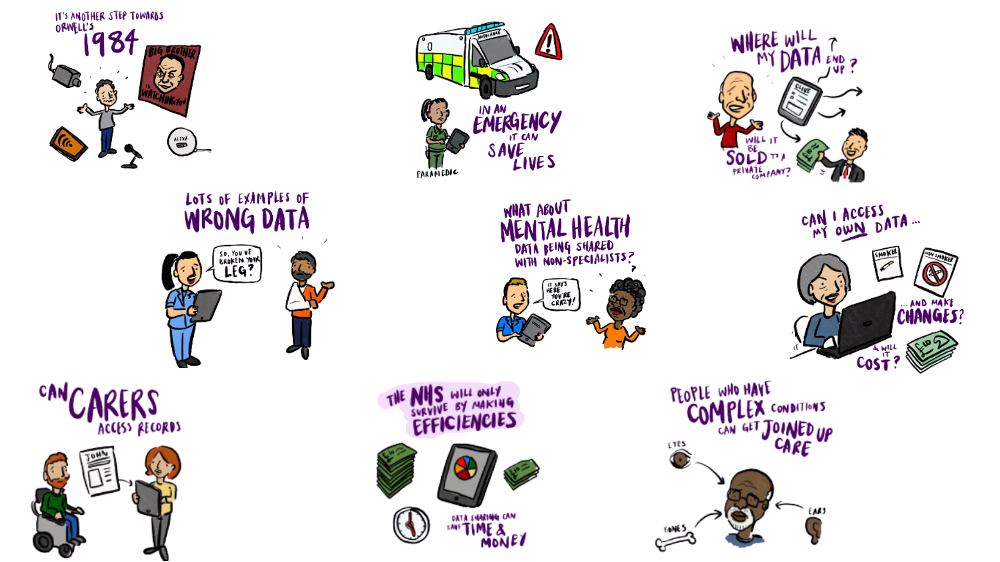 IT'S ANOTHER STEP TOWARDS
ORWELL'S
1984
BIG BROTHER
IS
WATCHING YOU
ALEXA
AMBULANCE
IN AN
EMERGENCY
IT CAN
SAVE
LIVES
PARAMEDIC
WHERE WILL
MY DATA
END
UP?
CLIVE
WILL IT
BE
SOLD TO A
PRIVATE
COMPANY?
LOTS OF EXAMPLES OF
WRONG DATA
SO, YOU'VE
BROKEN YOUR
LEG?
WHAT ABOUT
MENTAL HEALTH
DATA BEING SHARED
WITH NON-SPECIALISTS?
IT SAYS
HERE
YOU'RE
CRAZY!
?
CAN I ACCESS
MY OWN DATA...
SMOKER
NON SMOKER
...AND MAKE
CHANGES?
& WILL
IT
COST?
£10
CAN CARERS
ACCESS RECORDS
JOHN
THE NHS WILL ONLY
SURVIVE BY MAKING
EFFICIENCIES
£10
£10
DATA SHARING CAN
SAVE TIME &
MONEY
PEOPLE WHO HAVE
COMPLEX CONDITIONS
CAN GET JOINED UP
CARE
EYES
EARS
BONES